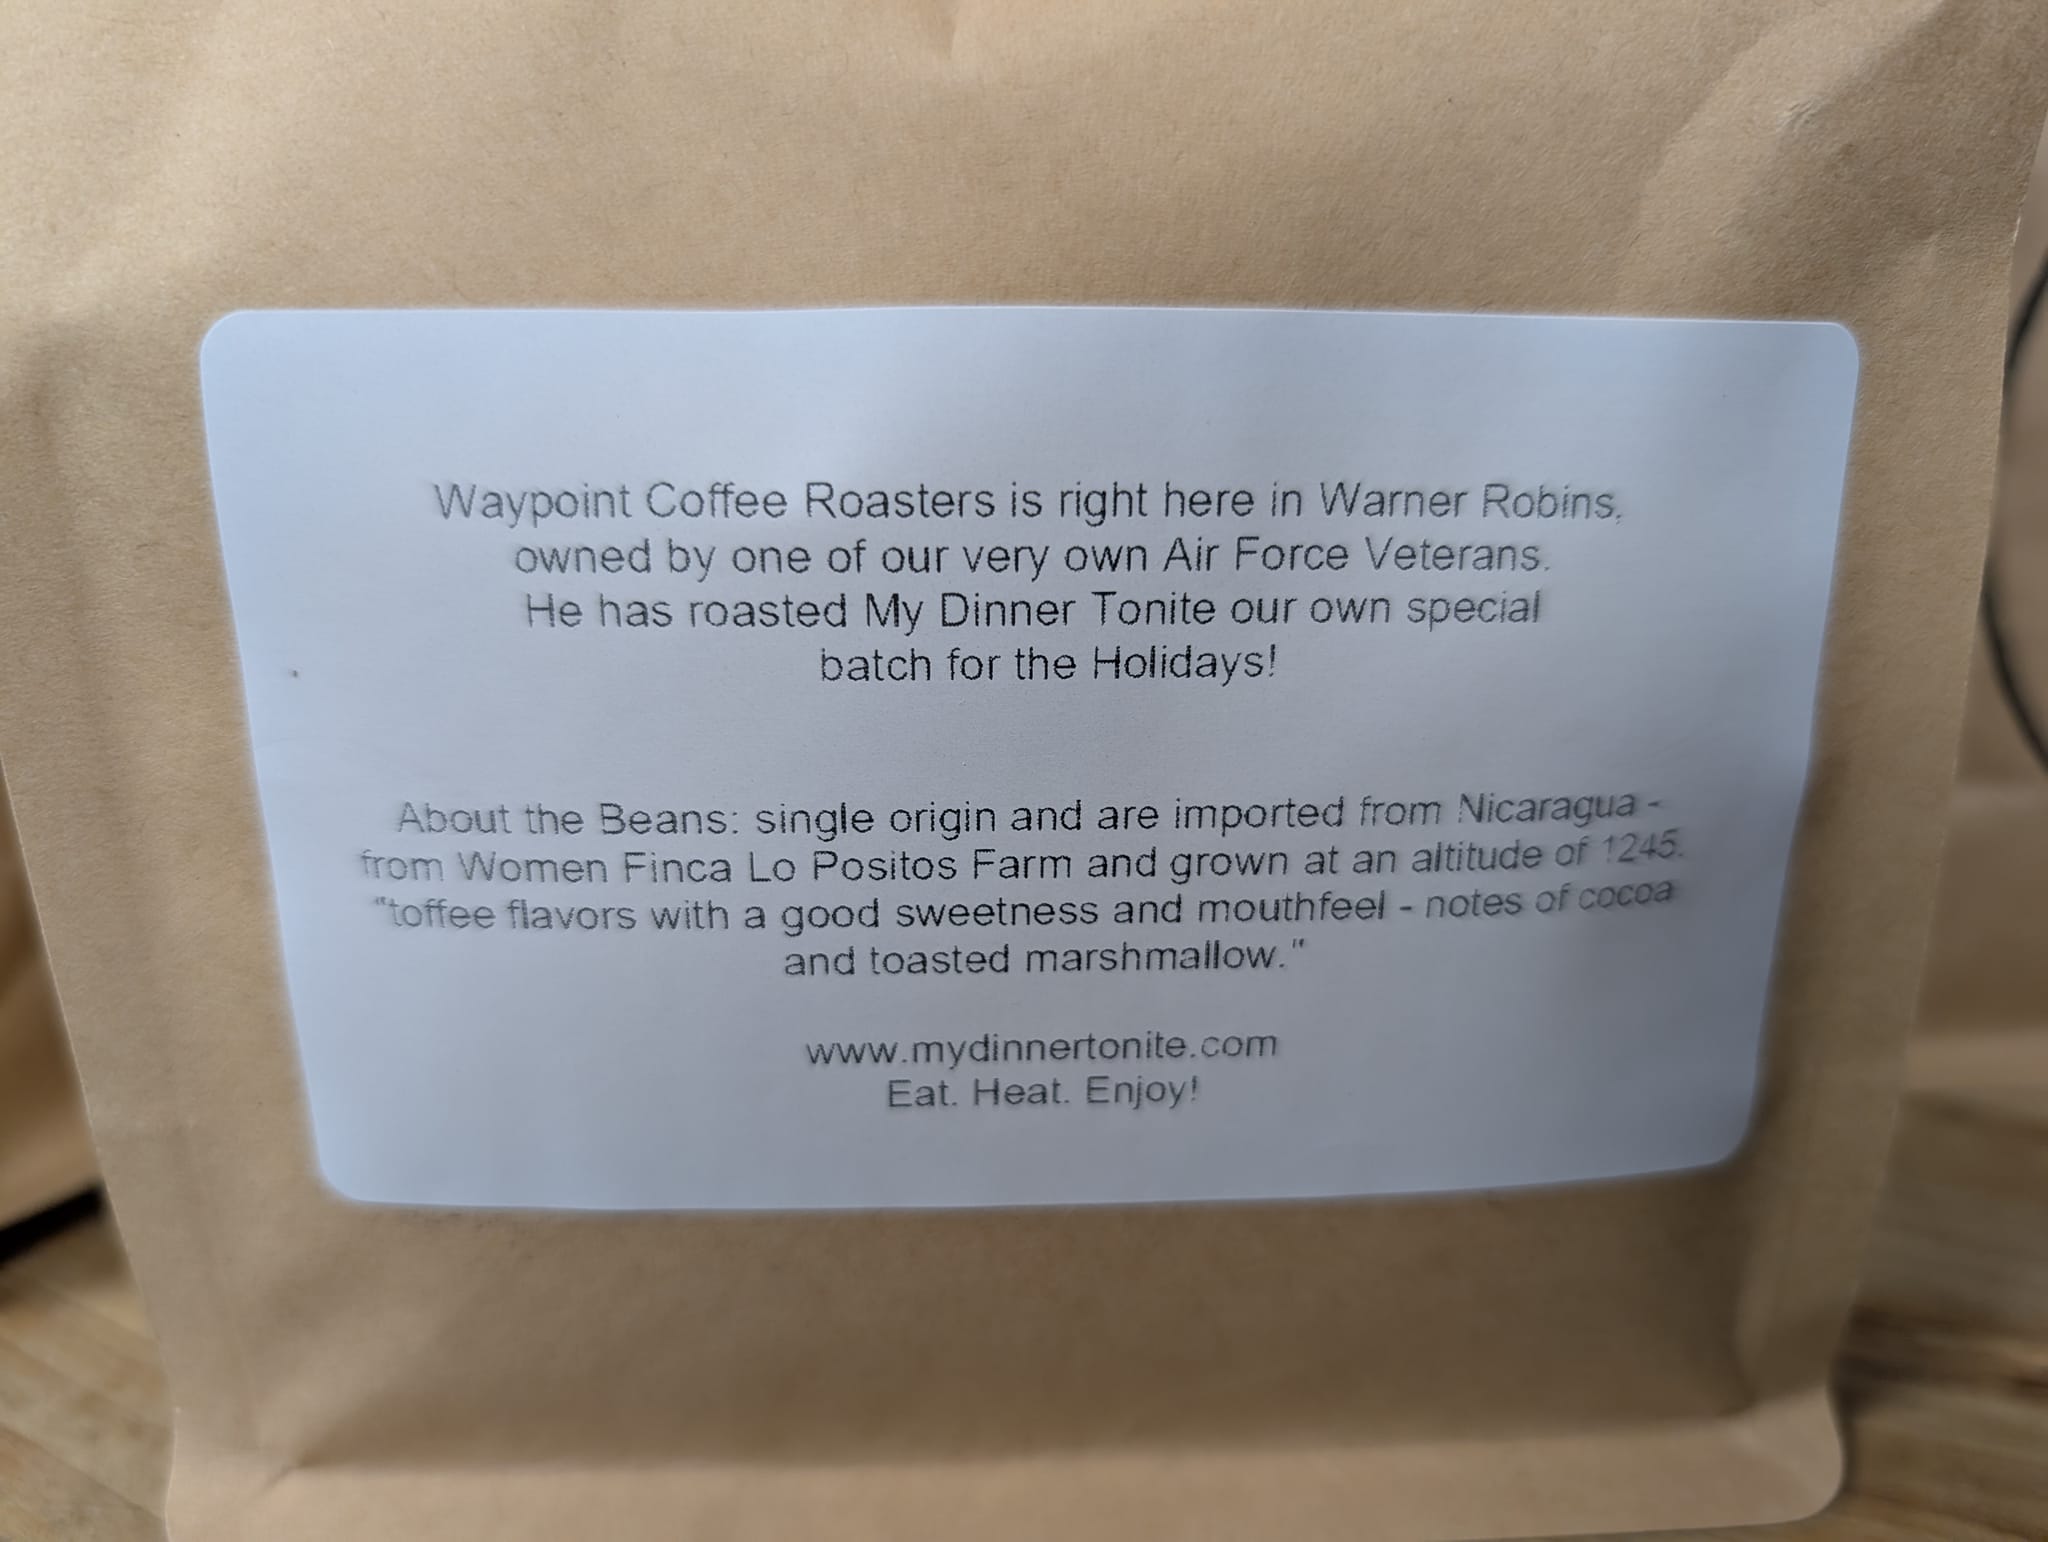 Waypoint Coffee Roasters is right here in Warner Robins,
owned by one of our very own Air Force Veterans.
He has roasted My Dinner Tonite our own special
batch for the Holidays!
About the Beans: single origin and are imported from Nicaragua -
from Women Finca Lo Positos Farm and grown at an altitude of 1245.
"toffee flavors with a good sweetness and mouthfeel - notes of cocoa
and toasted marshmallow."
www.mydinnertonite.com
Eat. Heat. Enjoy!